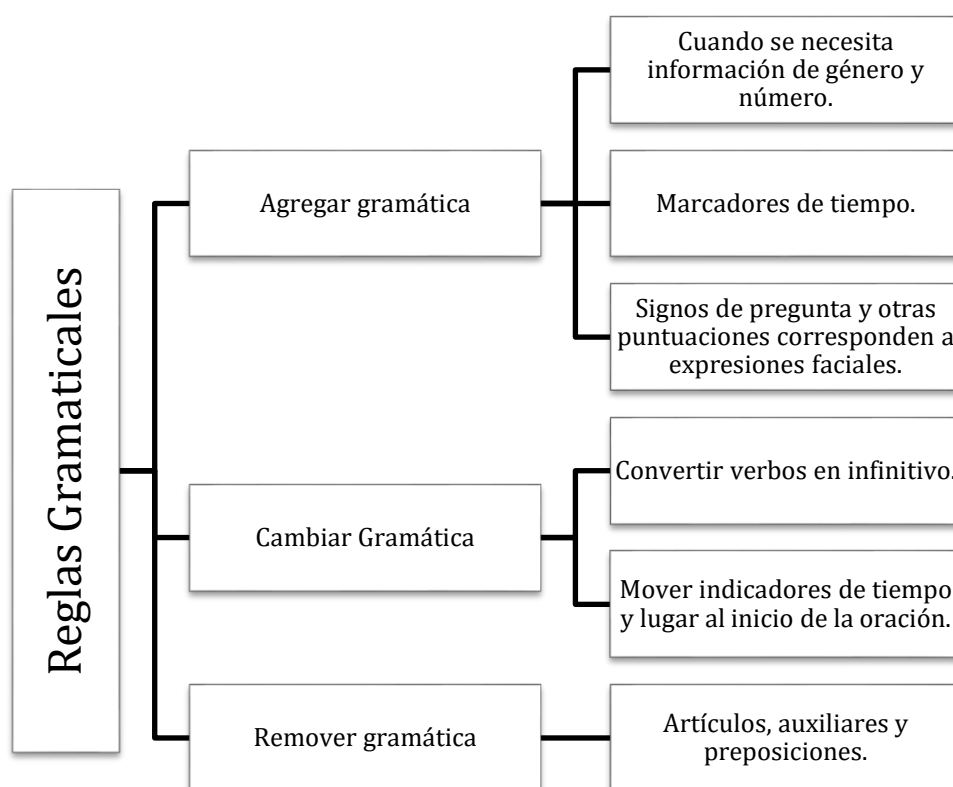 Reglas Gramaticales
Agregar gramática
Cuando se necesita
información de género y
número.
Marcadores de tiempo.
Signos de pregunta y otras
puntuaciones corresponden a
expresiones faciales.
Cambiar Gramática
Convertir verbos en infinitivo.
Mover indicadores de tiempo
y lugar al inicio de la oración.
Remover gramática
Artículos, auxiliares y
preposiciones.